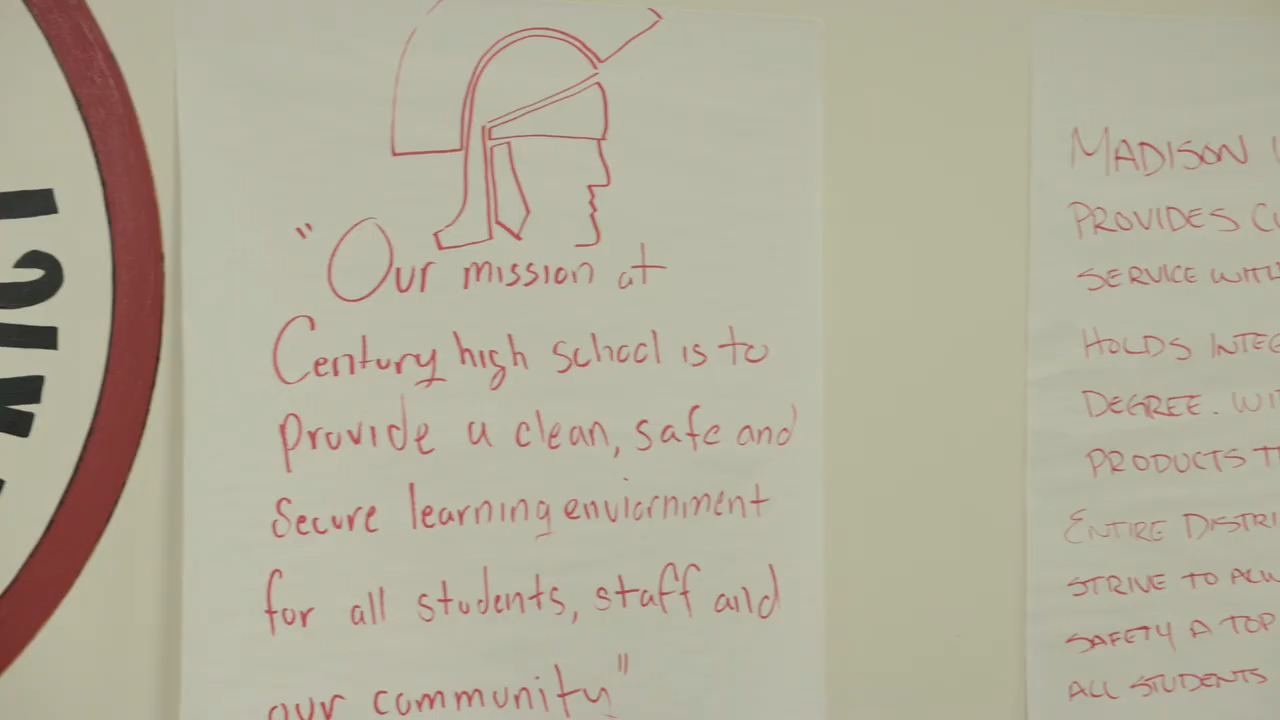 "Our mission at
Century high school is to
provide a clean, safe and
secure learning enviornment
for all students, staff and
our community"
MADISON
PROVIDES
SERVICE
HOLDS
DEGREE.
PRODUCTS
ENTIRE
STRIVE TO
SAFETY A TOP
ALL STUDENTS